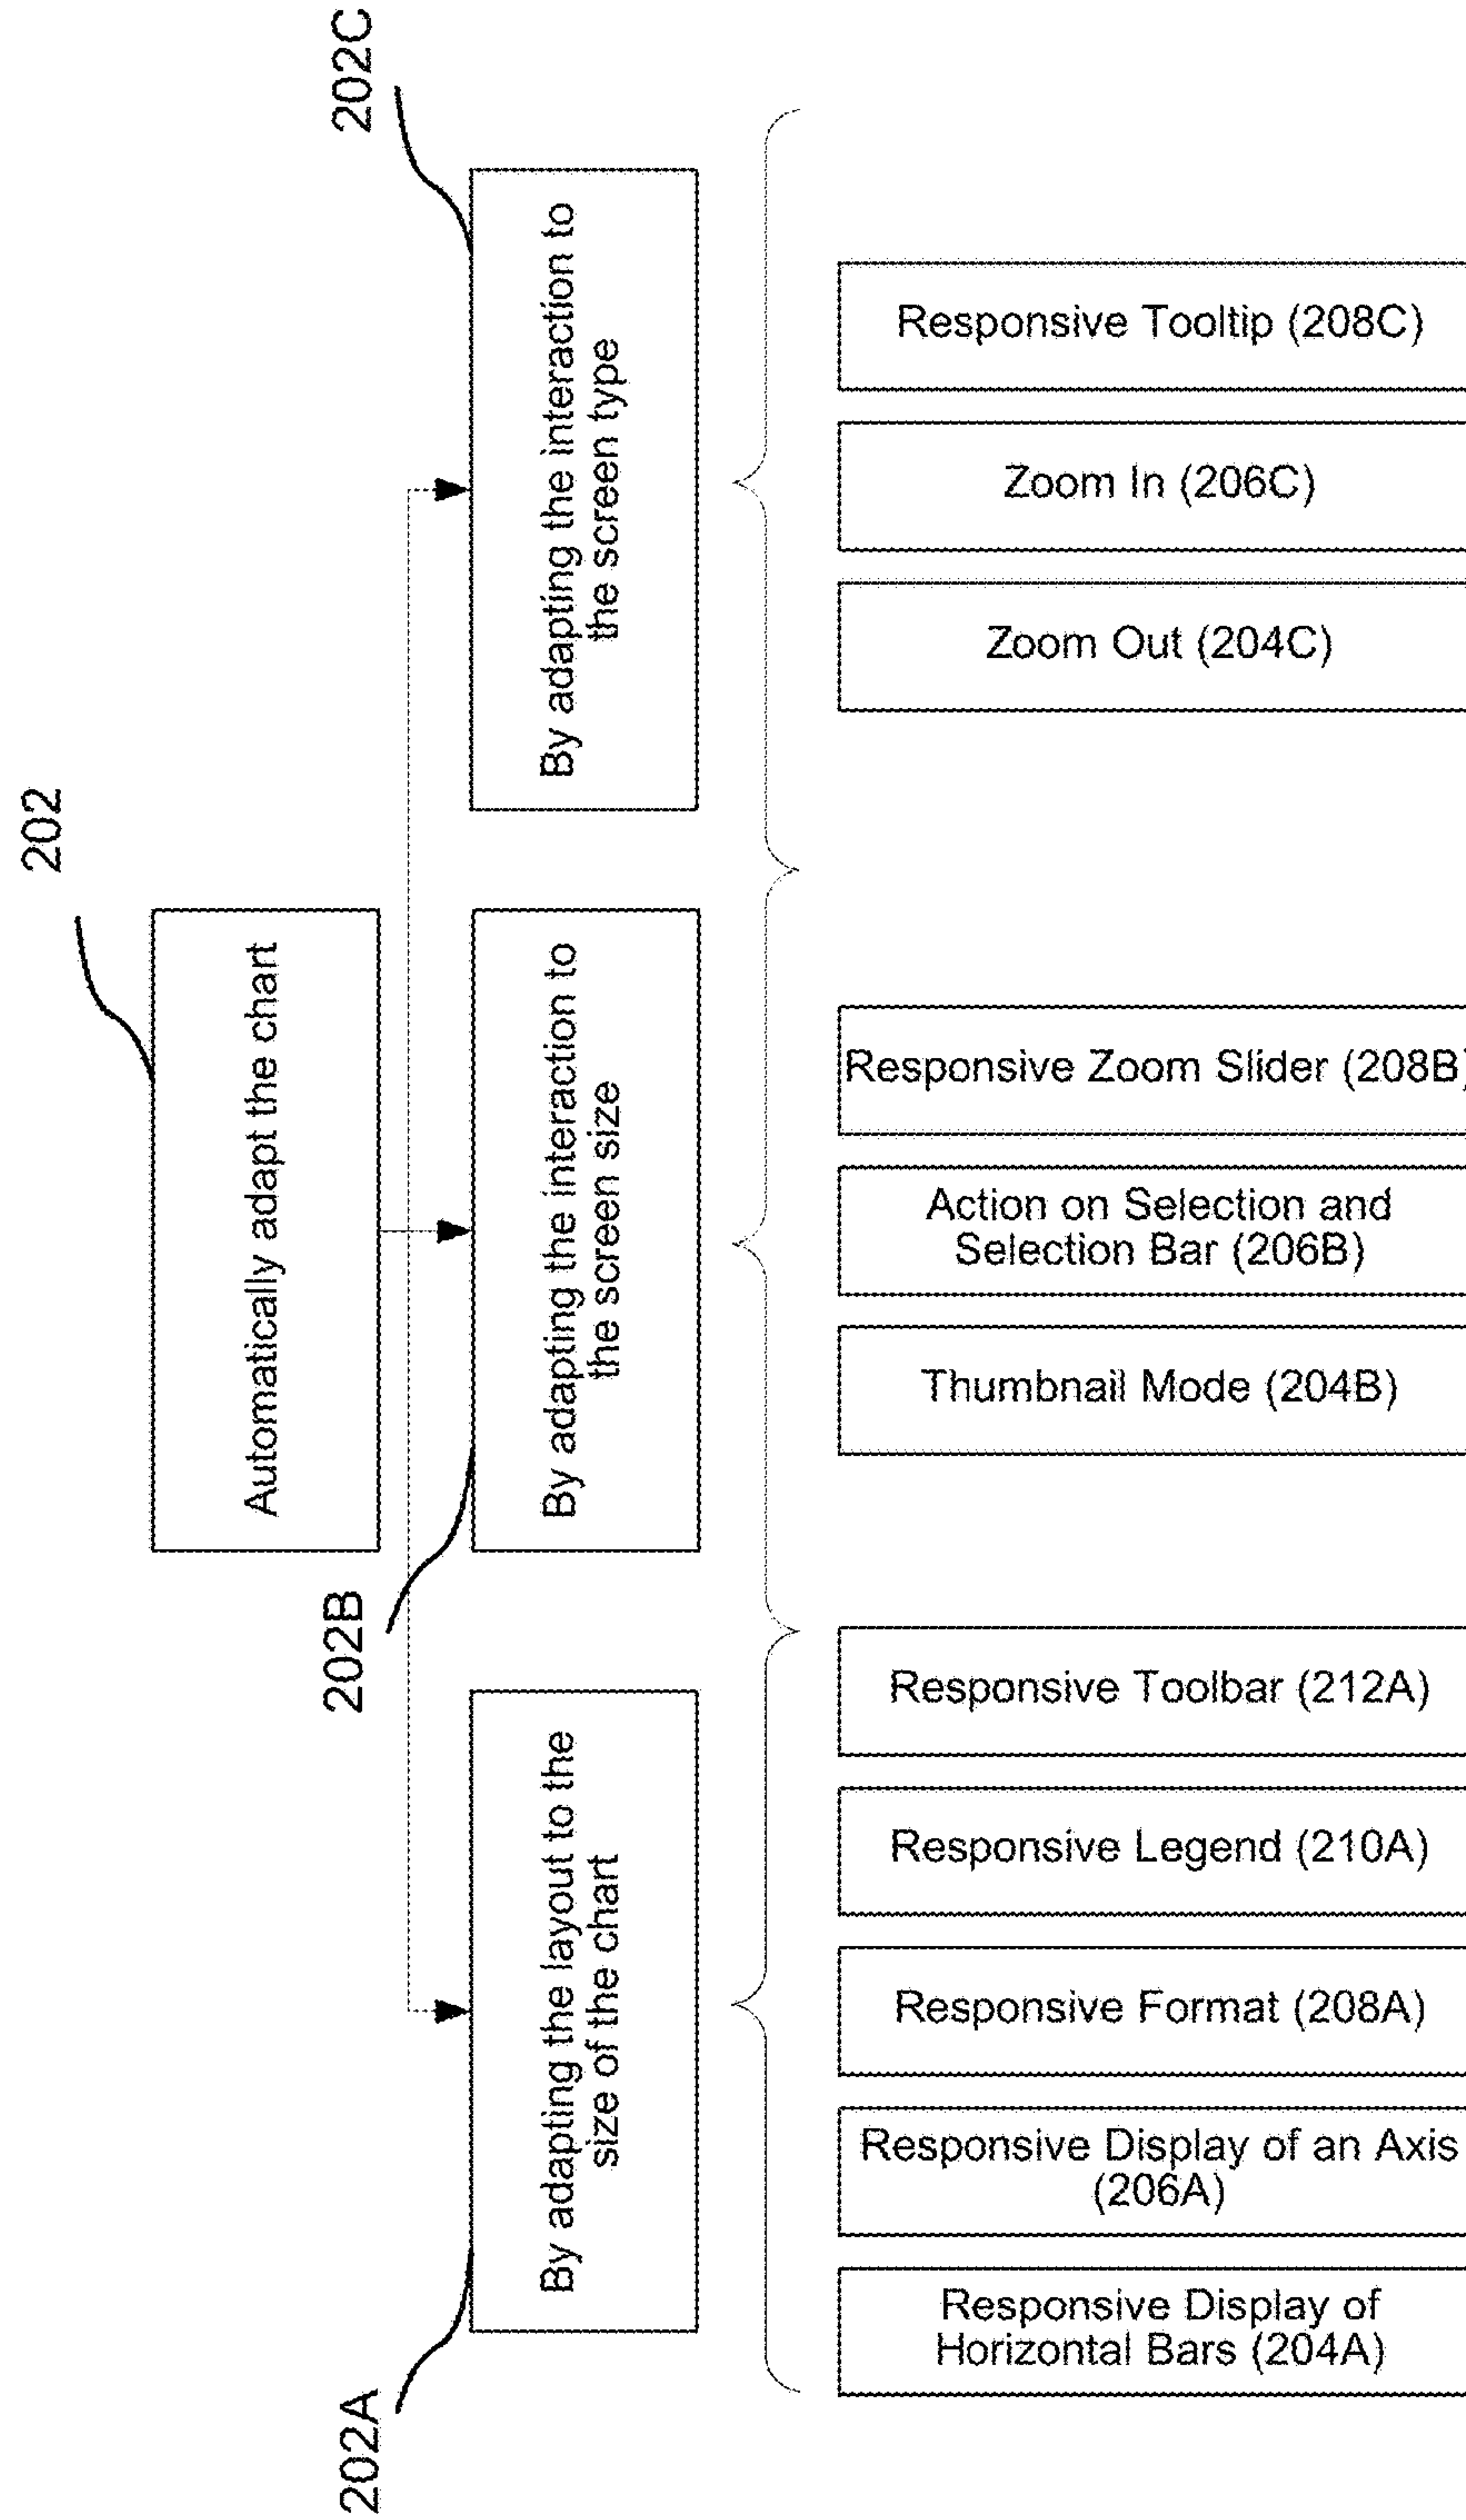 202
Automatically adapt the chart
202A
By adapting the layout to the
size of the chart
202B
By adapting the interaction to
the screen size
202C
By adapting the interaction to
the screen type
Responsive Display of
Horizontal Bars (204A)
Responsive Display of an Axis
(206A)
Responsive Format (208A)
Responsive Legend (210A)
Responsive Toolbar (212A)
Thumbnail Mode (204B)
Action on Selection and
Selection Bar (206B)
Responsive Zoom Slider (208B)
Zoom Out (204C)
Zoom In (206C)
Responsive Tooltip (208C)